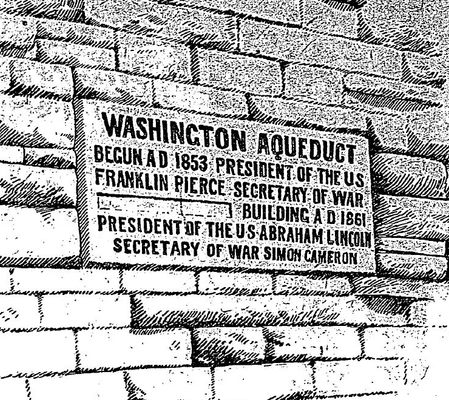 WASHINGTON AQUEDUCT
BEGUN A D 1853 PRESIDENT OF THE U.S.
FRANKLIN PIERCE SECRETARY OF WAR
BUILDING A D 1861
PRESIDENT OF THE U S ABRAHAM LINCOLN
SECRETARY OF WAR SIMON CAMERON